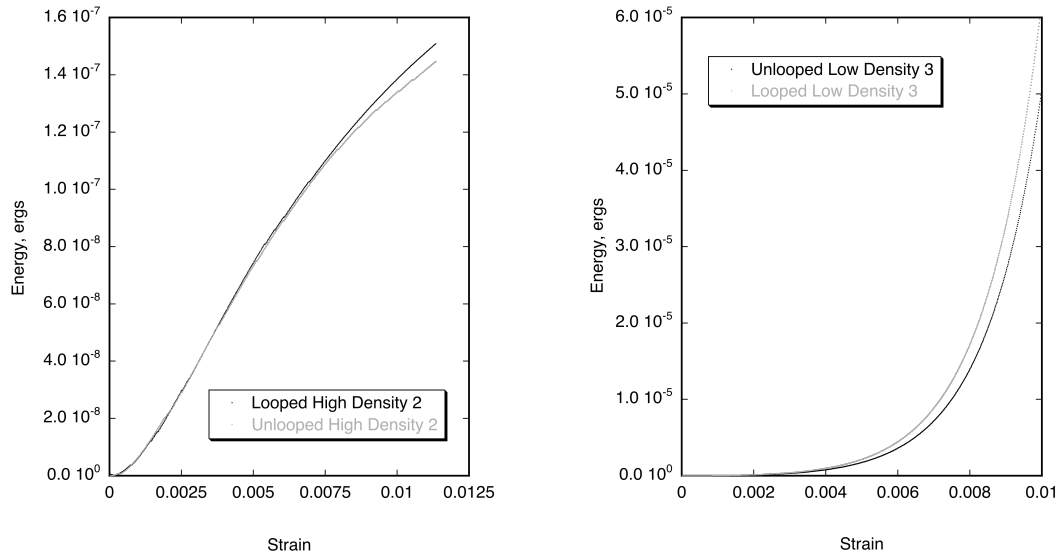 1.6 10-7
1.4 10-7
1.2 10-7
1.0 10-7
8.0 10-8
6.0 10-8
4.0 10-8
2.0 10-8
0.0 100
Energy, ergs
Looped High Density 2
Unlooped High Density 2
0 0.0025 0.005 0.0075 0.01 0.0125
Strain
6.0 10-5
5.0 10-5
4.0 10-5
3.0 10-5
2.0 10-5
1.0 10-5
0.0 100
Energy, ergs
Unlooped Low Density 3
Looped Low Density 3
0 0.002 0.004 0.006 0.008 0.01
Strain